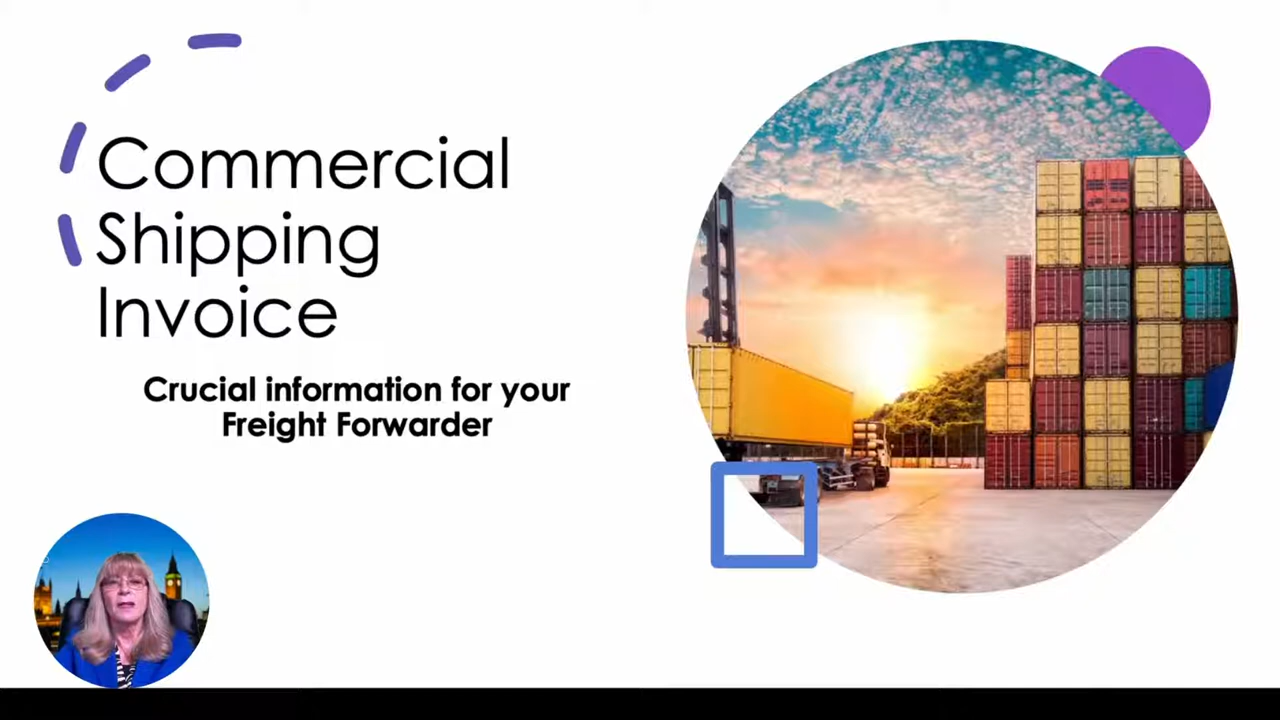 Commercial
Shipping
Invoice
Crucial information for your
Freight Forwarder